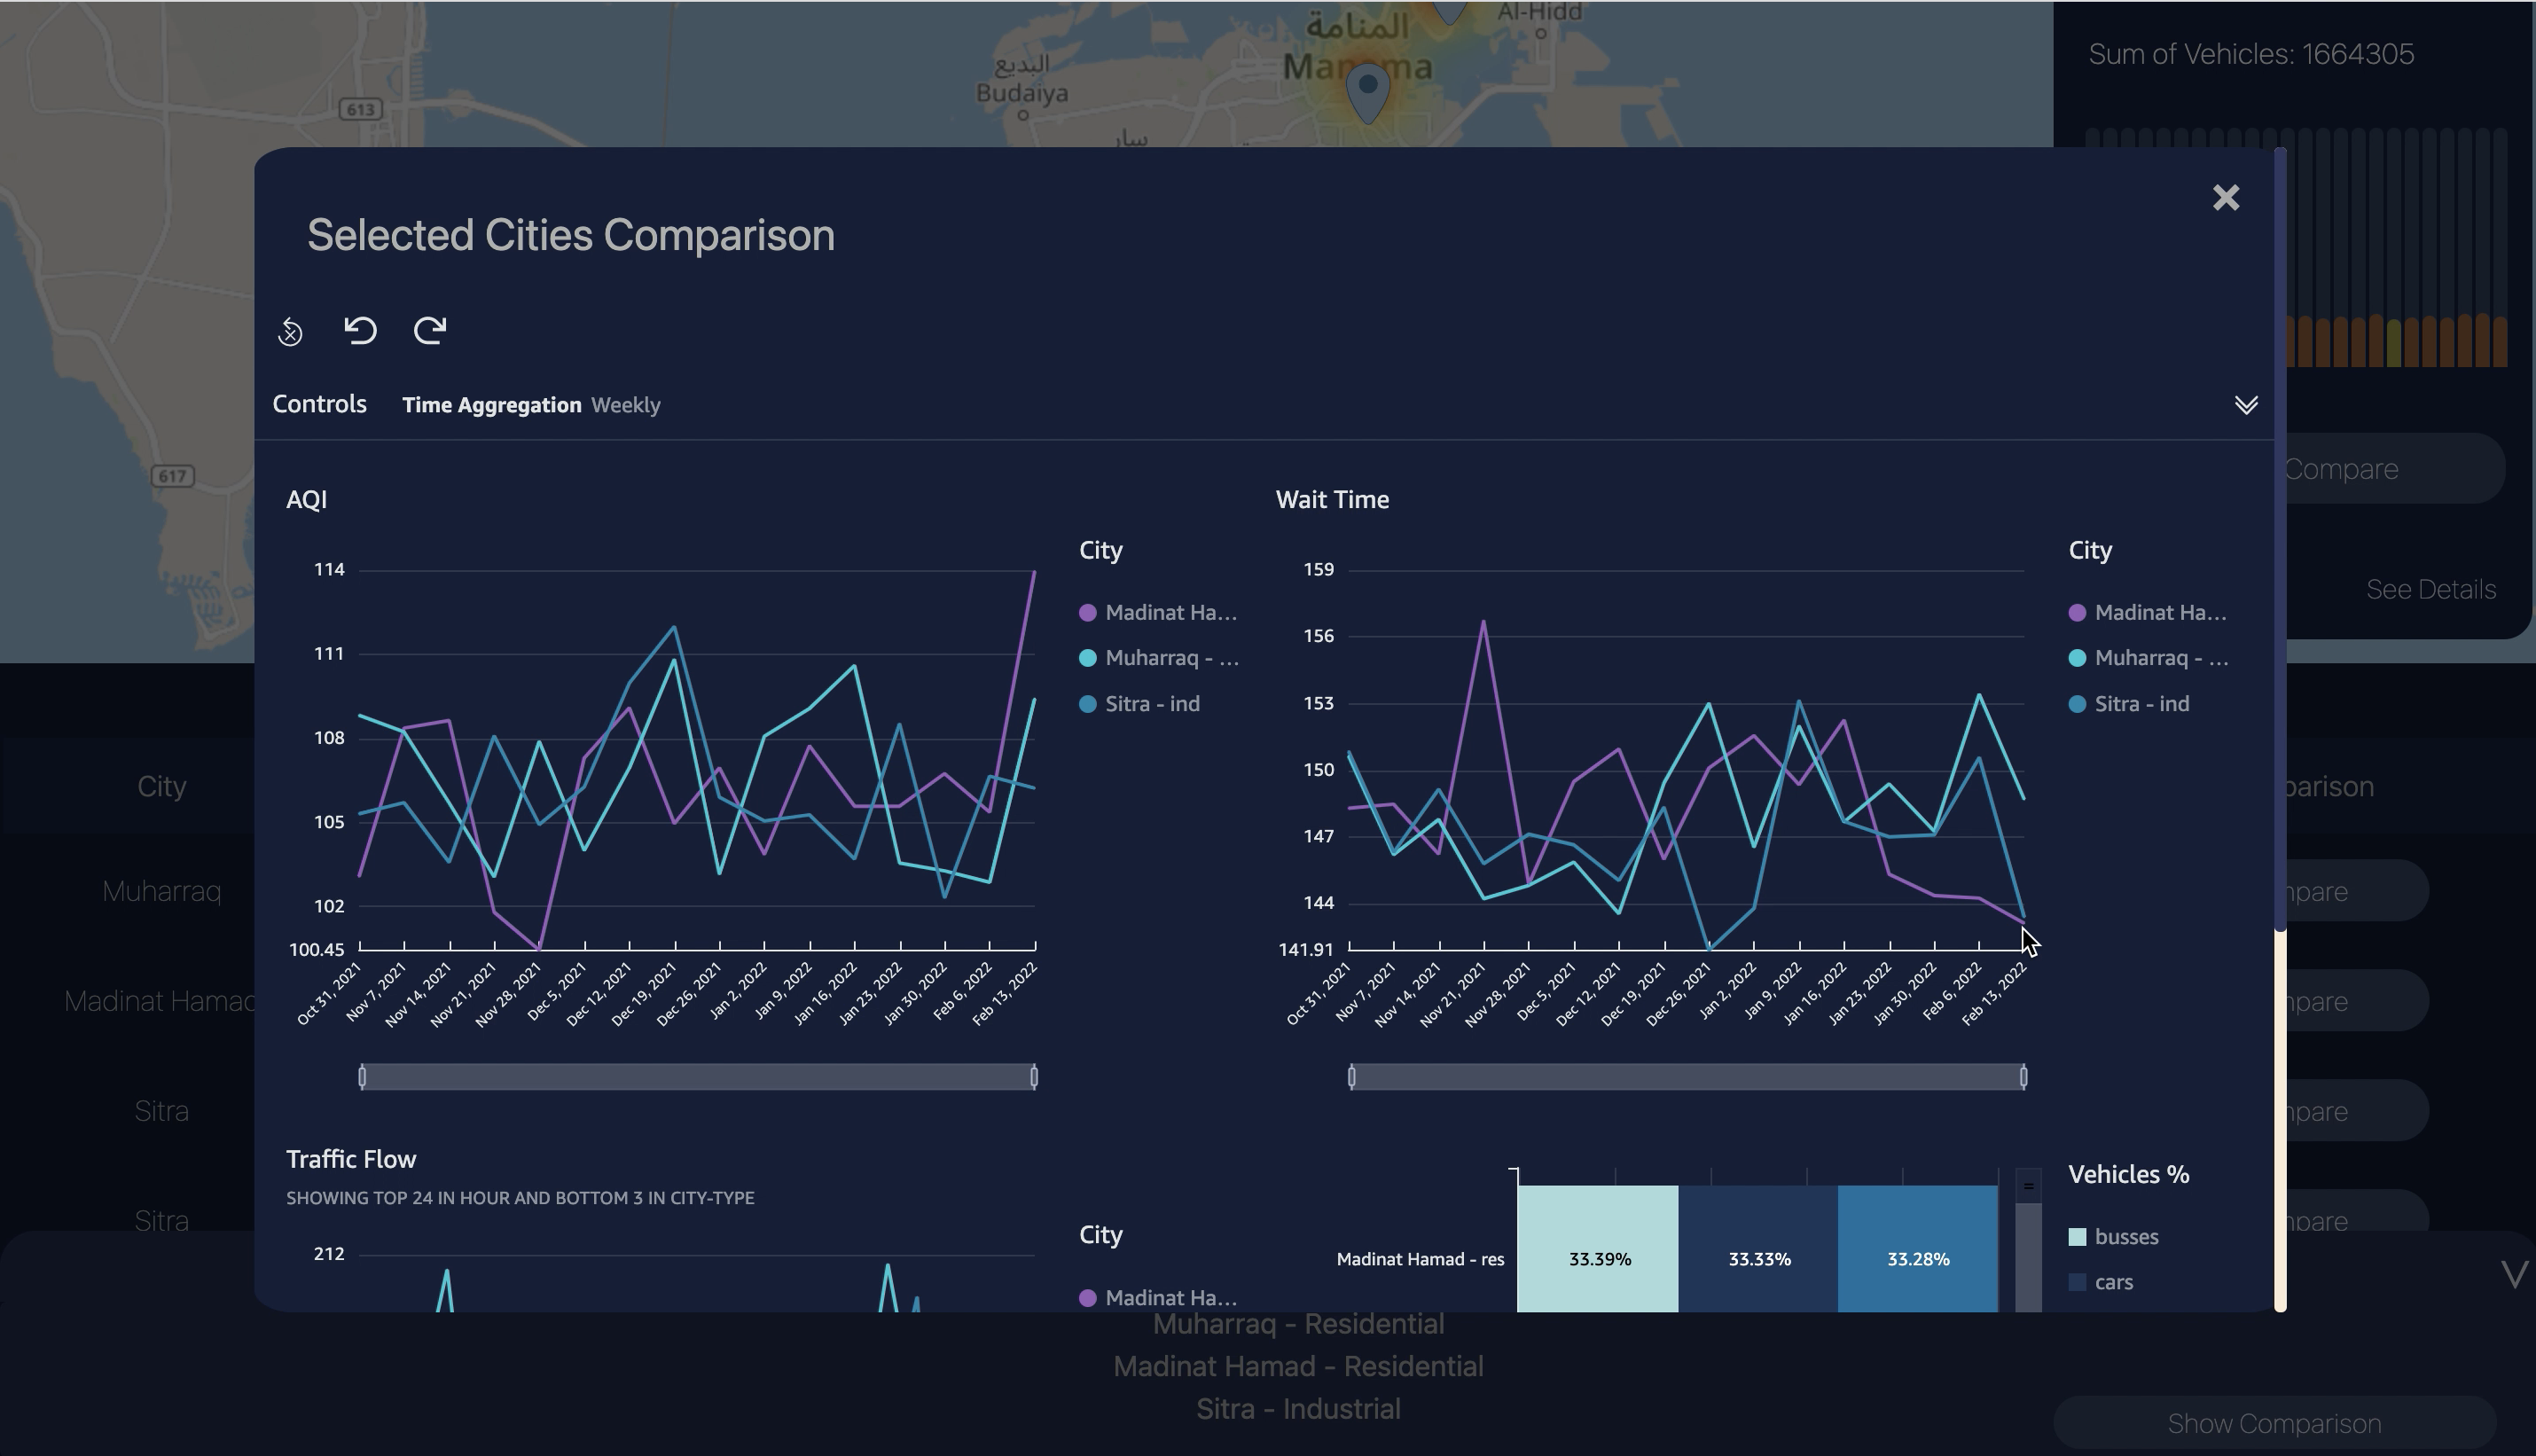 المنامة
Manama
Al-Hidd
البديع
Budaiya
سار
613
617
Sum of Vehicles: 1664305
Selected Cities Comparison
Controls
Time Aggregation Weekly
Compare
See Details
AQI
114
111
108
105
102
100.45
Oct 31, 2021
Nov 7, 2021
Nov 14, 2021
Nov 21, 2021
Nov 28, 2021
Dec 5, 2021
Dec 12, 2021
Dec 19, 2021
Dec 26, 2021
Jan 2, 2022
Jan 9, 2022
Jan 16, 2022
Jan 23, 2022
Jan 30, 2022
Feb 6, 2022
Feb 13, 2022
City
Madinat Ha...
Muharraq - ...
Sitra - ind
Wait Time
159
156
153
150
147
144
141.91
Oct 31, 2021
Nov 7, 2021
Nov 14, 2021
Nov 21, 2021
Nov 28, 2021
Dec 5, 2021
Dec 12, 2021
Dec 19, 2021
Dec 26, 2021
Jan 2, 2022
Jan 9, 2022
Jan 16, 2022
Jan 23, 2022
Jan 30, 2022
Feb 6, 2022
Feb 13, 2022
City
Madinat Ha...
Muharraq - ...
Sitra - ind
City
parison
Muharraq
mpare
Madinat Hamad
mpare
Sitra
mpare
Sitra
mpare
Traffic Flow
SHOWING TOP 24 IN HOUR AND BOTTOM 3 IN CITY-TYPE
212
City
Madinat Ha...
Madinat Hamad - res
33.39%
33.33%
33.28%
Vehicles %
busses
cars
Muharraq - Residential
Madinat Hamad - Residential
Sitra - Industrial
Show Comparison